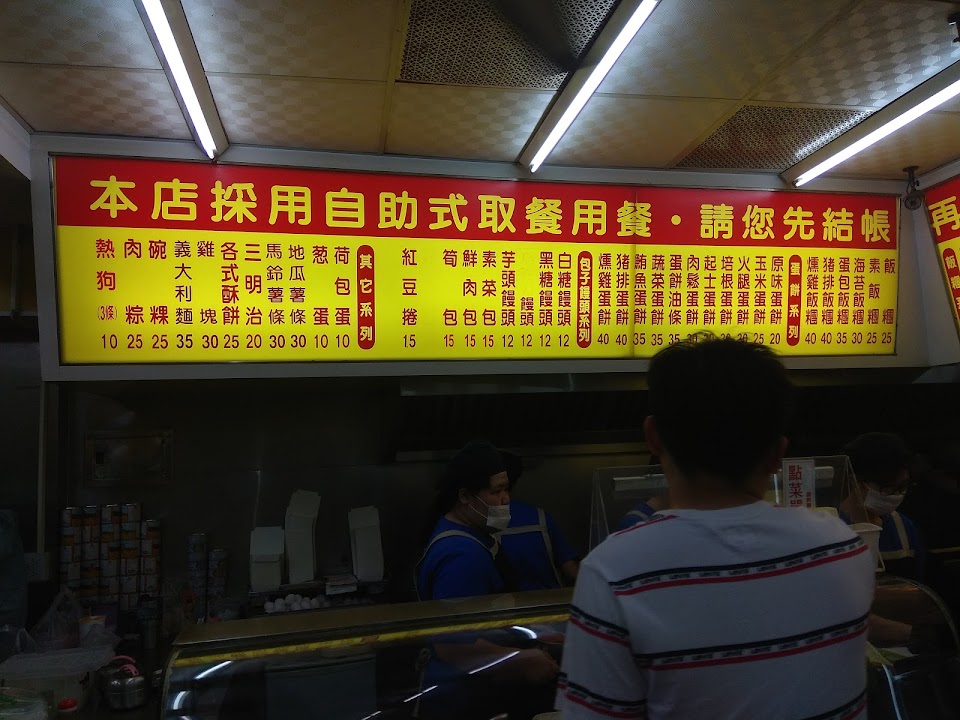 本店採用自助式取餐用餐・請您先結帳
飯糰 25
素飯糰 25
海苔飯糰 30
蛋包飯糰 35
豬排飯糰 40
燻雞飯糰 40
蛋餅系列
原味蛋餅 20
玉米蛋餅 25
火腿蛋餅 30
培根蛋餅
起士蛋餅
肉鬆蛋餅
蛋餅油條 35
蔬菜蛋餅 35
鮪魚蛋餅 35
豬排蛋餅 40
燻雞蛋餅 40
包子饅頭系列
白糖饅頭 12
黑糖饅頭 12
饅頭 12
芋頭饅頭 12
素菜包 15
鮮肉包 15
筍包 15
紅豆捲 15
其它系列
荷包蛋 10
葱蛋 10
地瓜薯條 30
馬鈴薯條 30
三明治 20
各式酥餅 25
雞塊 30
義大利麵 35
碗粿 25
肉粽 25
熱狗(3條) 10
再
點菜單